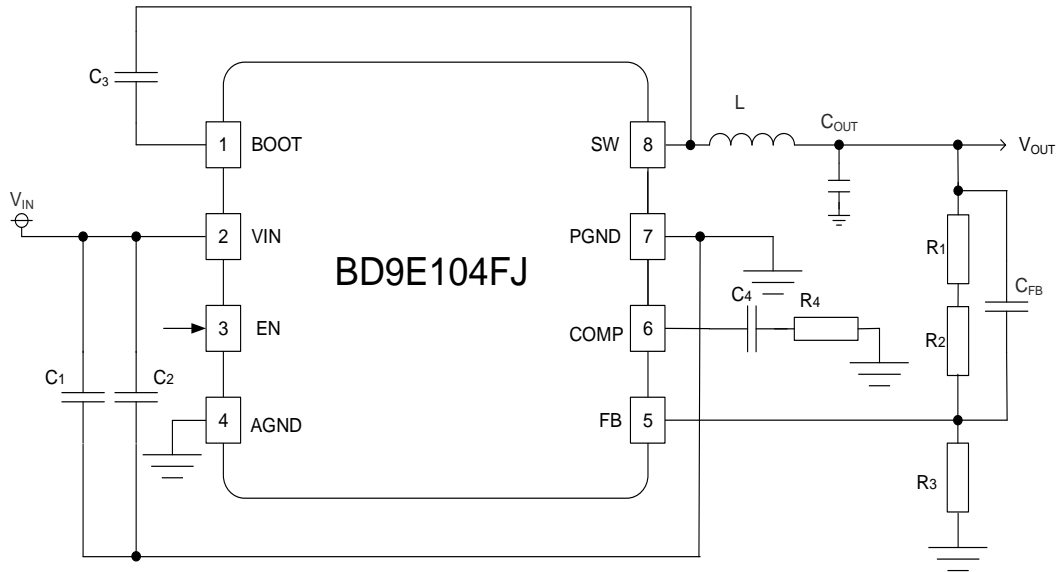 C3
1 BOOT
SW 8
L
COUT
VOUT
VIN
2 VIN
PGND 7
BD9E104FJ
R1
CFB
C4
R4
3 EN
COMP 6
R2
C1
C2
4 AGND
FB 5
R3